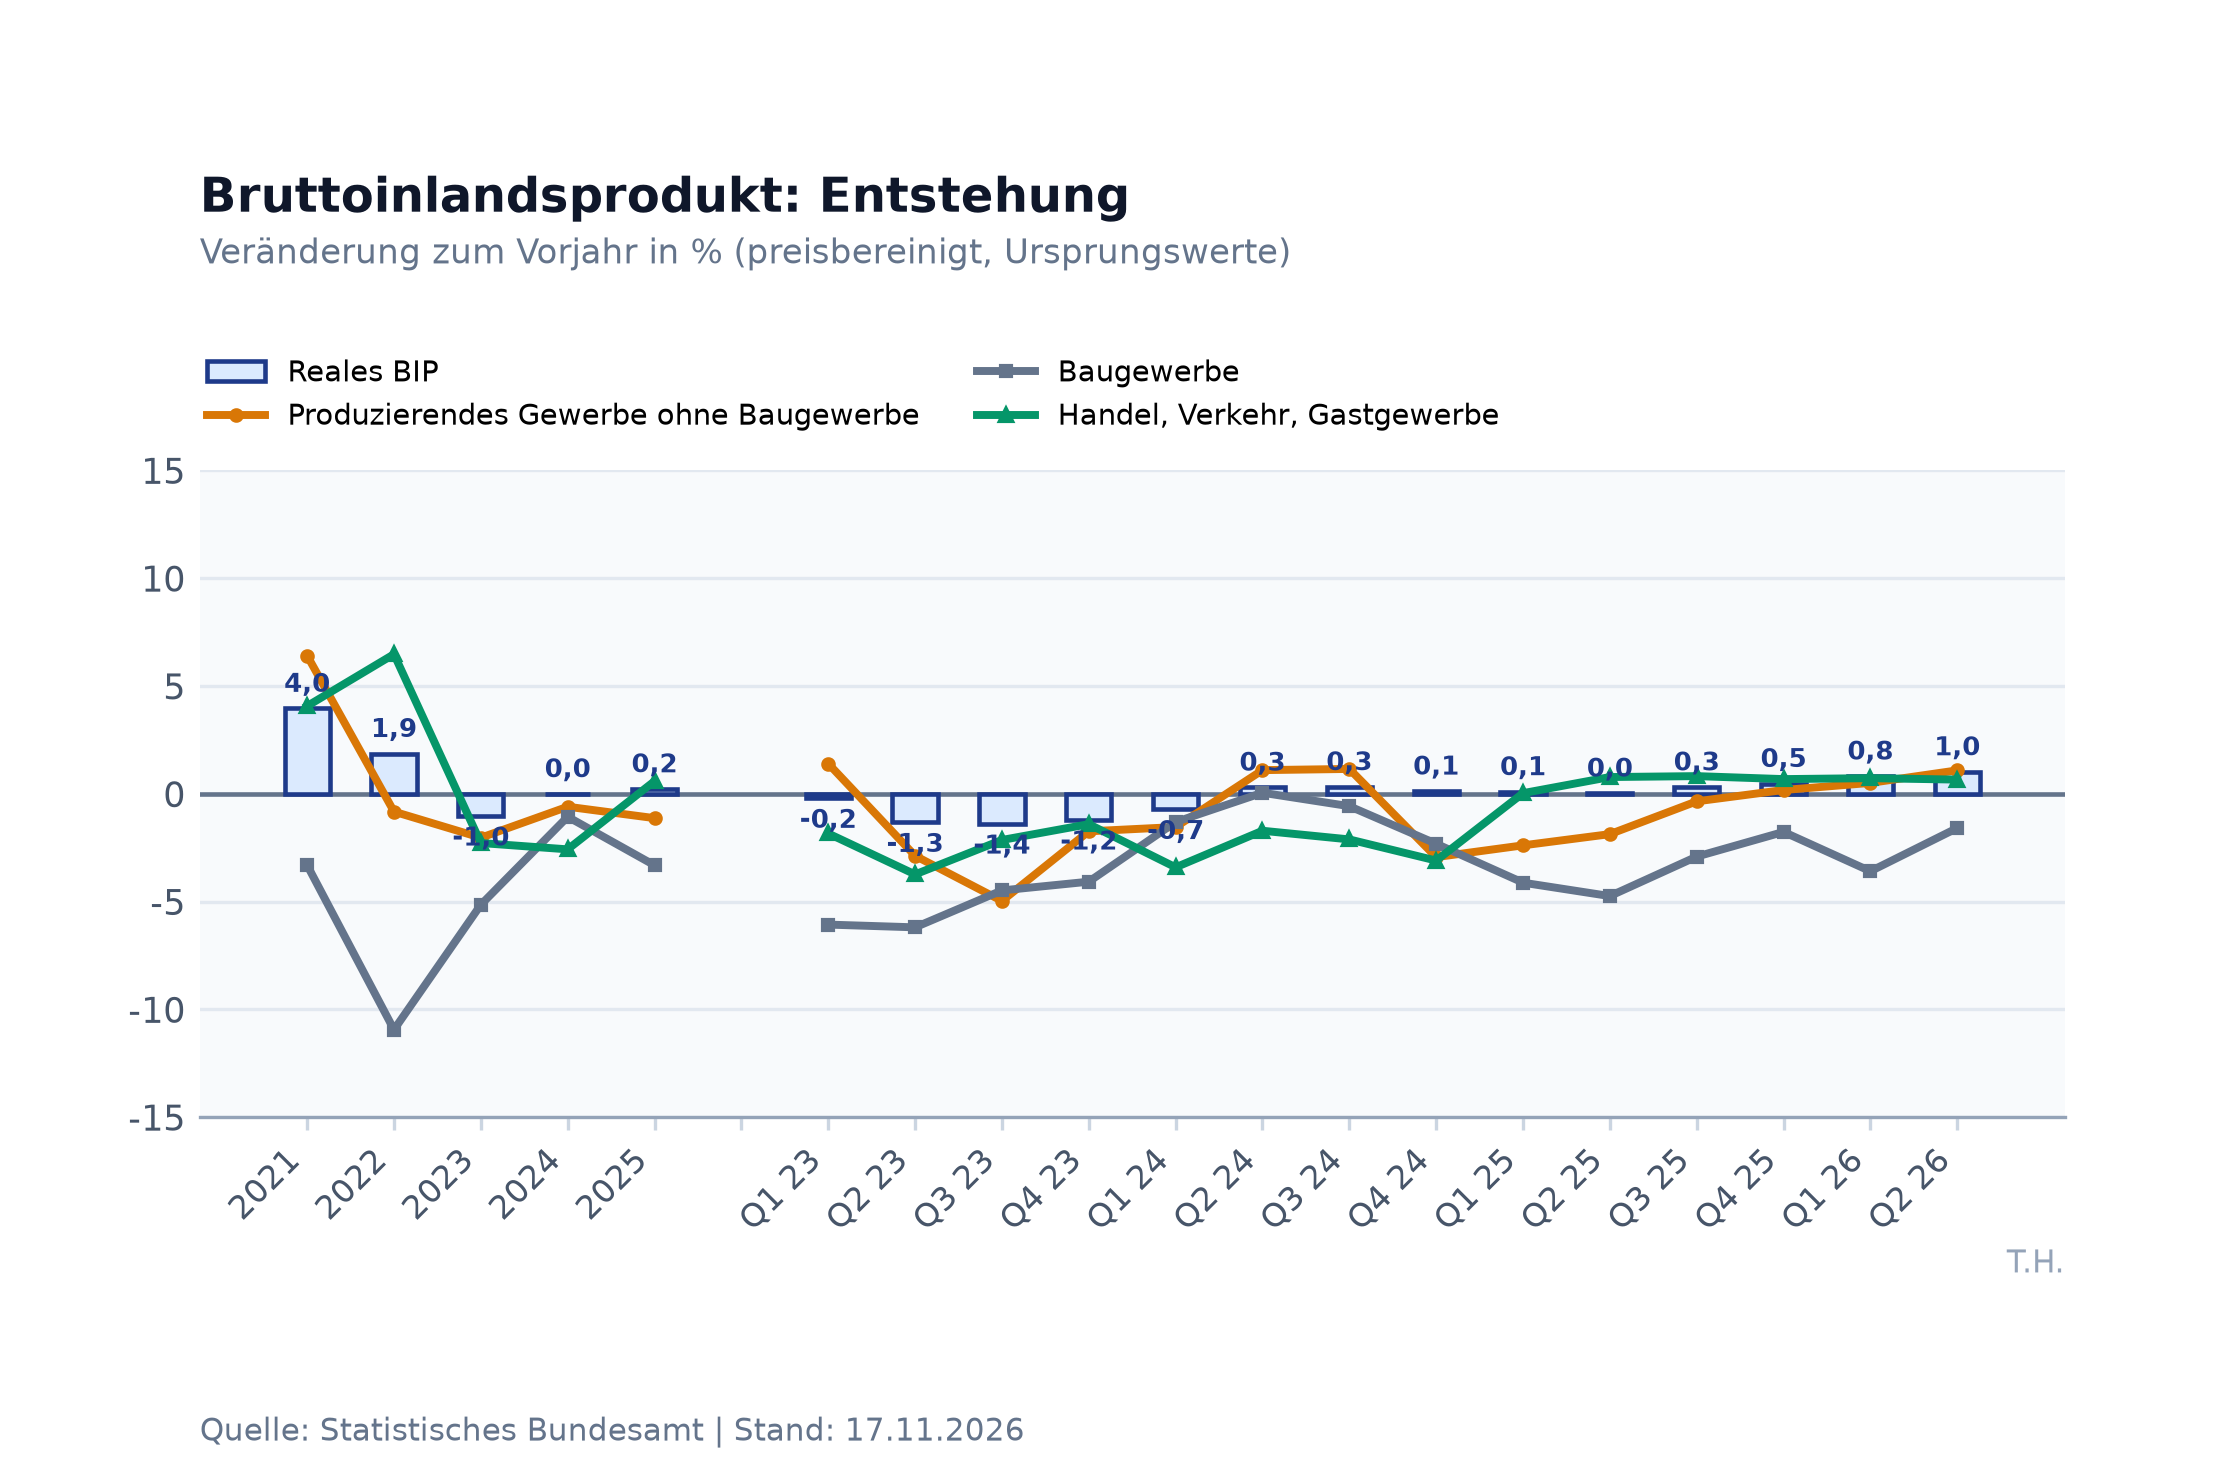 Bruttoinlandsprodukt: Entstehung
Veränderung zum Vorjahr in % (preisbereinigt, Ursprungswerte)
Reales BIP
Produzierendes Gewerbe ohne Baugewerbe
Baugewerbe
Handel, Verkehr, Gastgewerbe
15
10
5
0
-5
-10
-15
4,0
1,9
-1,0
0,0
0,2
-0,2
-1,3
-1,4
-1,2
-0,7
0,3
0,3
0,1
0,1
0,0
0,3
0,5
0,8
1,0
2021
2022
2023
2024
2025
Q1 23
Q2 23
Q3 23
Q4 23
Q1 24
Q2 24
Q3 24
Q4 24
Q1 25
Q2 25
Q3 25
Q4 25
Q1 26
Q2 26
T.H.
Quelle: Statistisches Bundesamt | Stand: 17.11.2026